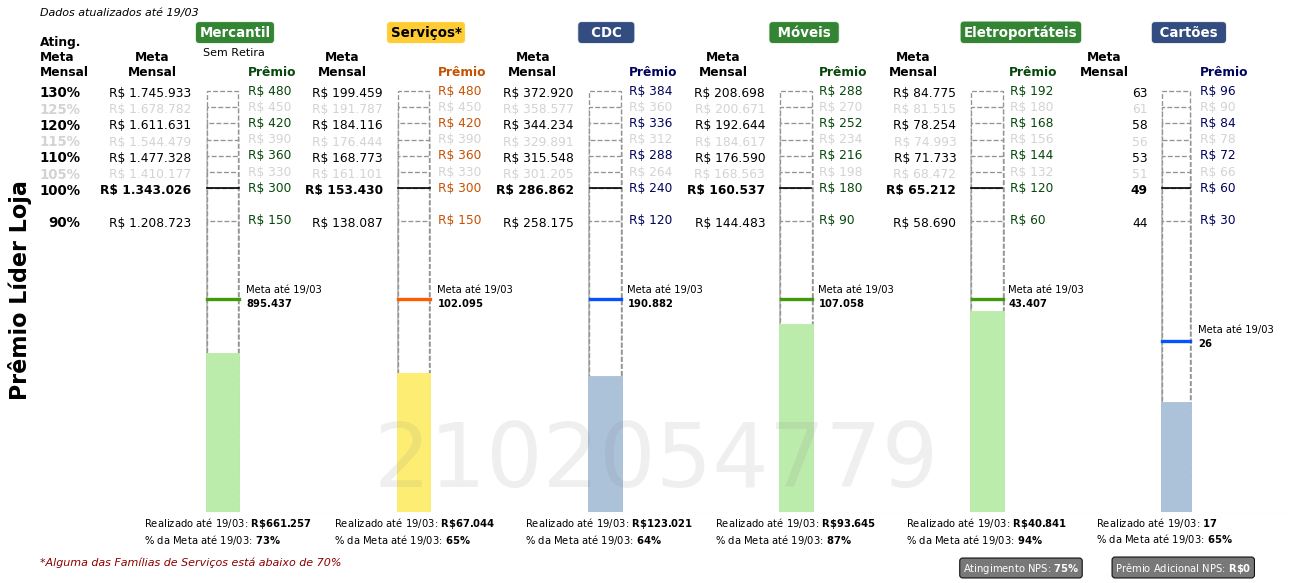 Dados atualizados até 19/03
Mercantil Serviços* CDC Móveis Eletroportáteis Cartões
Sem Retira
Ating. Meta Mensal Meta Mensal Prêmio Meta Mensal Prêmio Meta Mensal Prêmio Meta Mensal Prêmio Meta Mensal Prêmio Meta Mensal Prêmio
130% R$ 1.745.933 R$ 480 R$ 199.459 R$ 480 R$ 372.920 R$ 384 R$ 208.698 R$ 288 R$ 84.775 R$ 192 63 R$ 96
125% R$ 1.678.782 R$ 450 R$ 191.787 R$ 450 R$ 358.577 R$ 360 R$ 200.671 R$ 270 R$ 81.515 R$ 180 61 R$ 90
120% R$ 1.611.631 R$ 420 R$ 184.116 R$ 420 R$ 344.234 R$ 336 R$ 192.644 R$ 252 R$ 78.254 R$ 168 58 R$ 84
115% R$ 1.544.479 R$ 390 R$ 176.444 R$ 390 R$ 329.891 R$ 312 R$ 184.617 R$ 234 R$ 74.993 R$ 156 56 R$ 78
110% R$ 1.477.328 R$ 360 R$ 168.773 R$ 360 R$ 315.548 R$ 288 R$ 176.590 R$ 216 R$ 71.733 R$ 144 53 R$ 72
105% R$ 1.410.177 R$ 330 R$ 161.101 R$ 330 R$ 301.205 R$ 264 R$ 168.563 R$ 198 R$ 68.472 R$ 132 51 R$ 66
100% R$ 1.343.026 R$ 300 R$ 153.430 R$ 300 R$ 286.862 R$ 240 R$ 160.537 R$ 180 R$ 65.212 R$ 120 49 R$ 60
90% R$ 1.208.723 R$ 150 R$ 138.087 R$ 150 R$ 258.175 R$ 120 R$ 144.483 R$ 90 R$ 58.690 R$ 60 44 R$ 30
Prêmio Líder Loja
Meta até 19/03 Meta até 19/03 Meta até 19/03 Meta até 19/03 Meta até 19/03
895.437 102.095 190.882 107.058 43.407
Meta até 19/03
26
2102054779
Realizado até 19/03: R$661.257 Realizado até 19/03: R$67.044 Realizado até 19/03: R$123.021 Realizado até 19/03: R$93.645 Realizado até 19/03: R$40.841 Realizado até 19/03: 17
% da Meta até 19/03: 73% % da Meta até 19/03: 65% % da Meta até 19/03: 64% % da Meta até 19/03: 87% % da Meta até 19/03: 94% % da Meta até 19/03: 65%
*Alguma das Famílias de Serviços está abaixo de 70%
Atingimento NPS: 75% Prêmio Adicional NPS: R$0